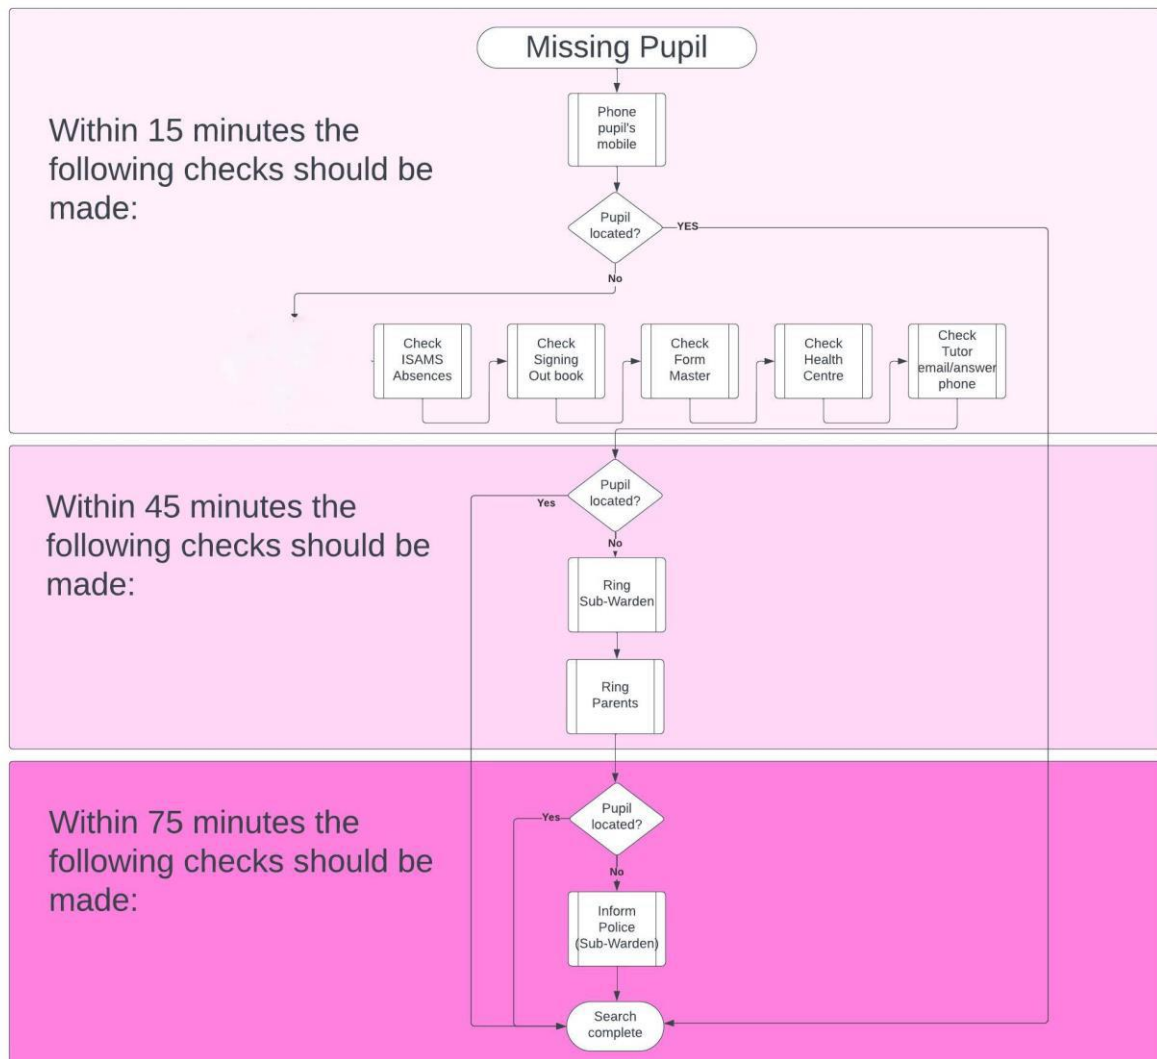 Missing Pupil
Within 15 minutes the
following checks should be
made:
Phone
pupil's
mobile
Pupil
located?
YES
No
Check
ISAMS
Absences
Check
Signing
Out book
Check
Form
Master
Check
Health
Centre
Check
Tutor
email/answer
phone
Within 45 minutes the
following checks should be
made:
Pupil
located?
Yes
No
Ring
Sub-Warden
Ring
Parents
Within 75 minutes the
following checks should be
made:
Pupil
located?
Yes
No
Inform
Police
(Sub-Warden)
Search
complete